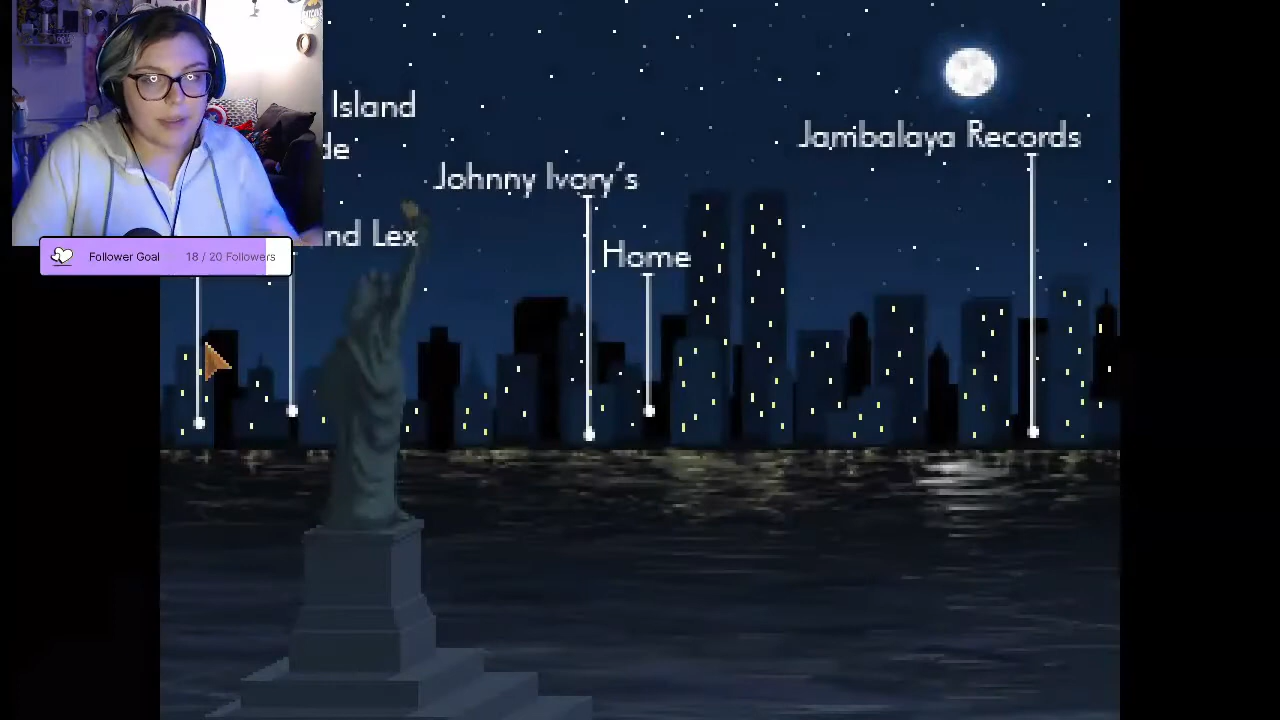 Island
Jambalaya Records
de
Johnny Ivory's
nd Lex
Home
Follower Goal 18 / 20 Followers